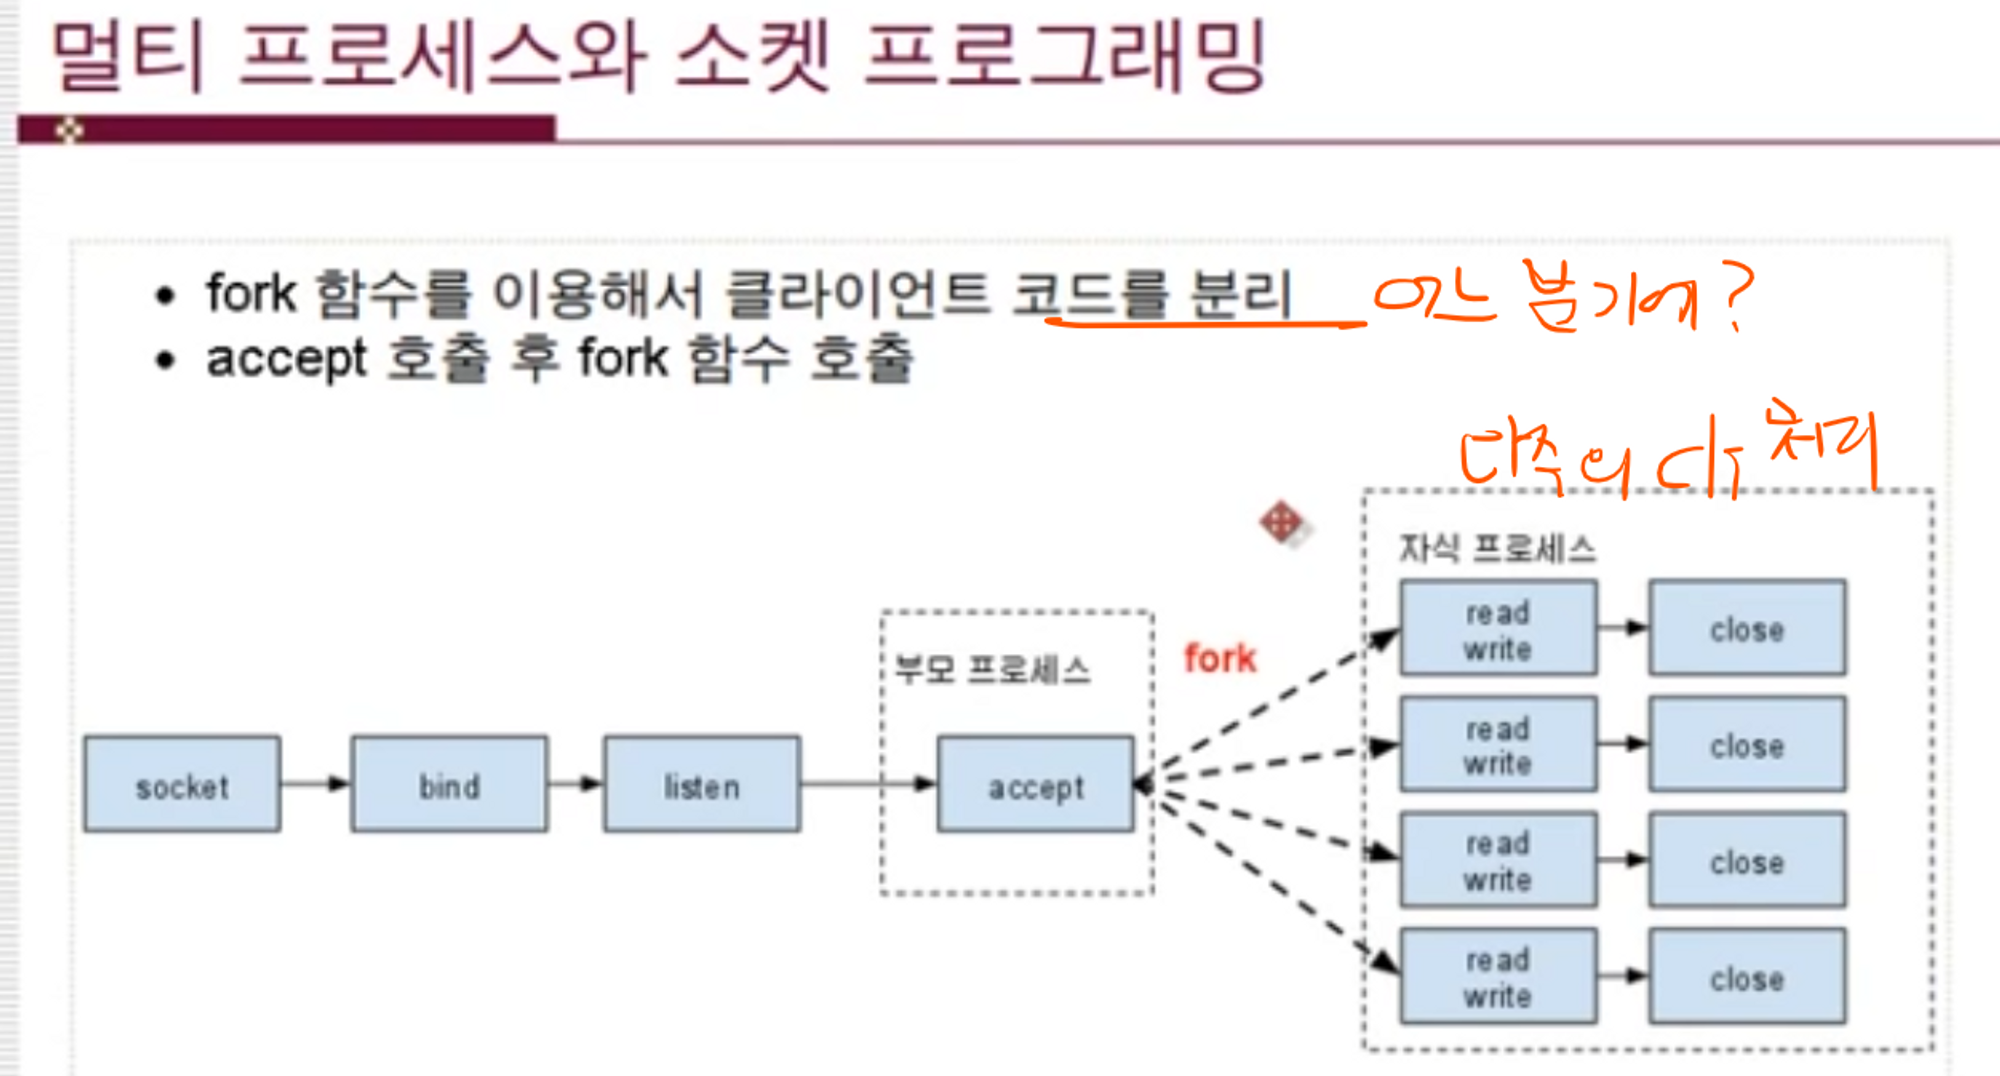 멀티 프로세스와 소켓 프로그래밍
• fork 함수를 이용해서 클라이언트 코드를 분리 어느 분기에?
• accept 호출 후 fork 함수 호출
다중의 다수 처리
자식 프로세스
부모 프로세스
fork
socket
bind
listen
accept
read
write
close
read
write
close
read
write
close
read
write
close